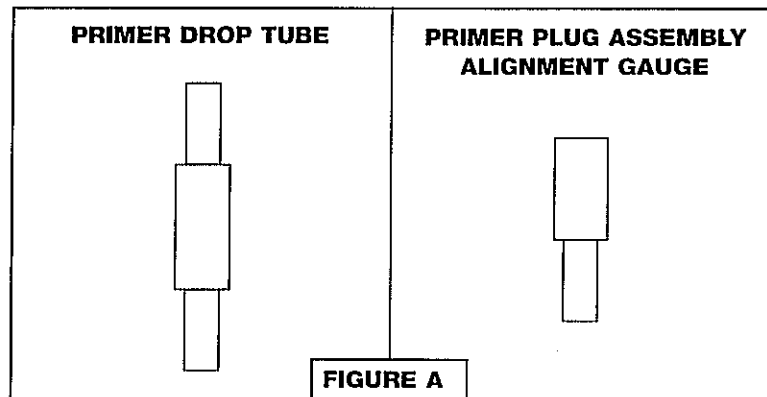 PRIMER DROP TUBE
PRIMER PLUG ASSEMBLY
ALIGNMENT GAUGE
FIGURE A